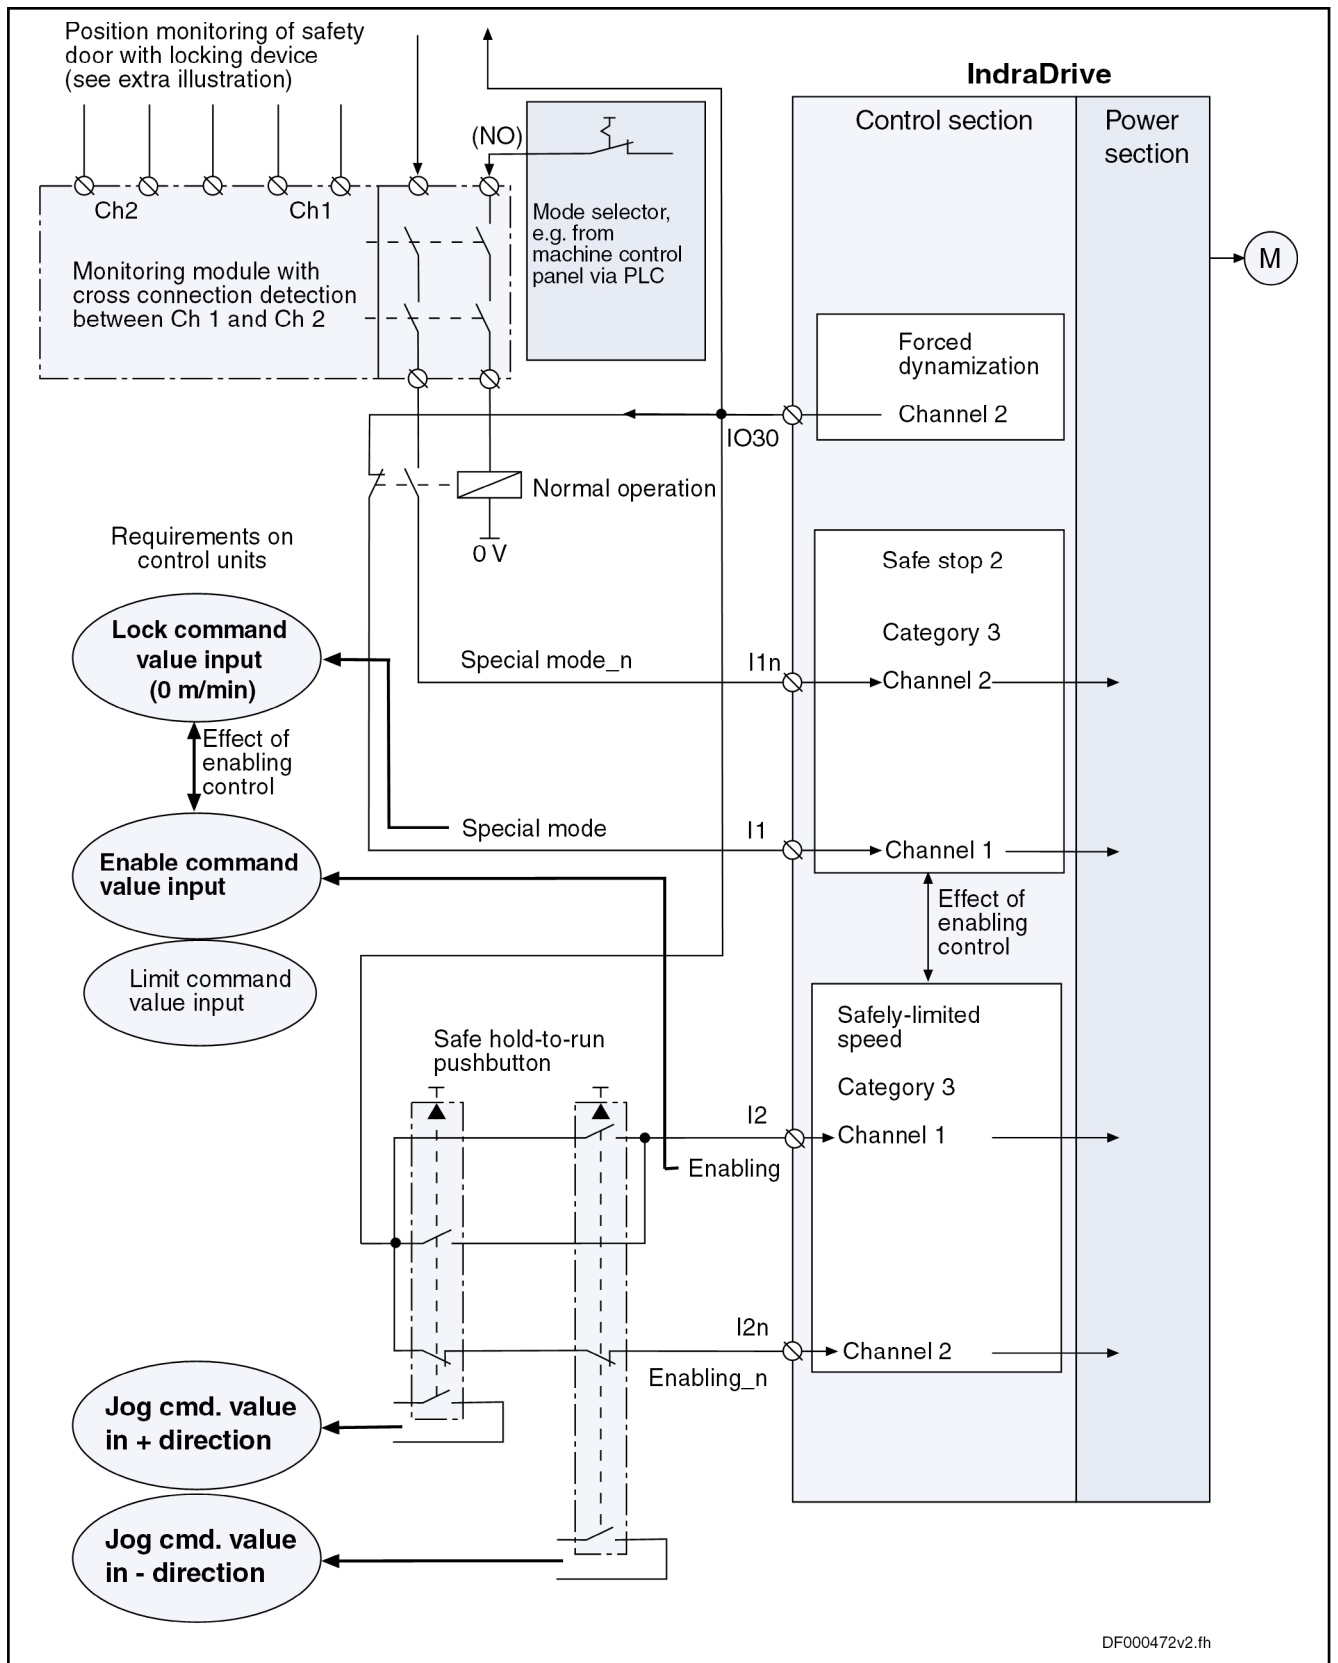 Position monitoring of safety
door with locking device
(see extra illustration)
IndraDrive
Control section
Power
section
(NO)
Ch2
Ch1
Mode selector,
e.g. from
machine control
panel via PLC
Monitoring module with
cross connection detection
between Ch 1 and Ch 2
M
Forced
dynamization
Channel 2
IO30
Normal operation
0 V
Requirements on
control units
Safe stop 2
Category 3
Channel 2
Lock command
value input
(0 m/min)
Special mode_n
I1n
Effect of
enabling
control
Special mode
I1
Channel 1
Enable command
value input
Effect of
enabling
control
Limit command
value input
Safely-limited
speed
Category 3
Channel 1
Safe hold-to-run
pushbutton
I2
Enabling
I2n
Channel 2
Enabling_n
Jog cmd. value
in + direction
Jog cmd. value
in - direction
DF000472v2.fh